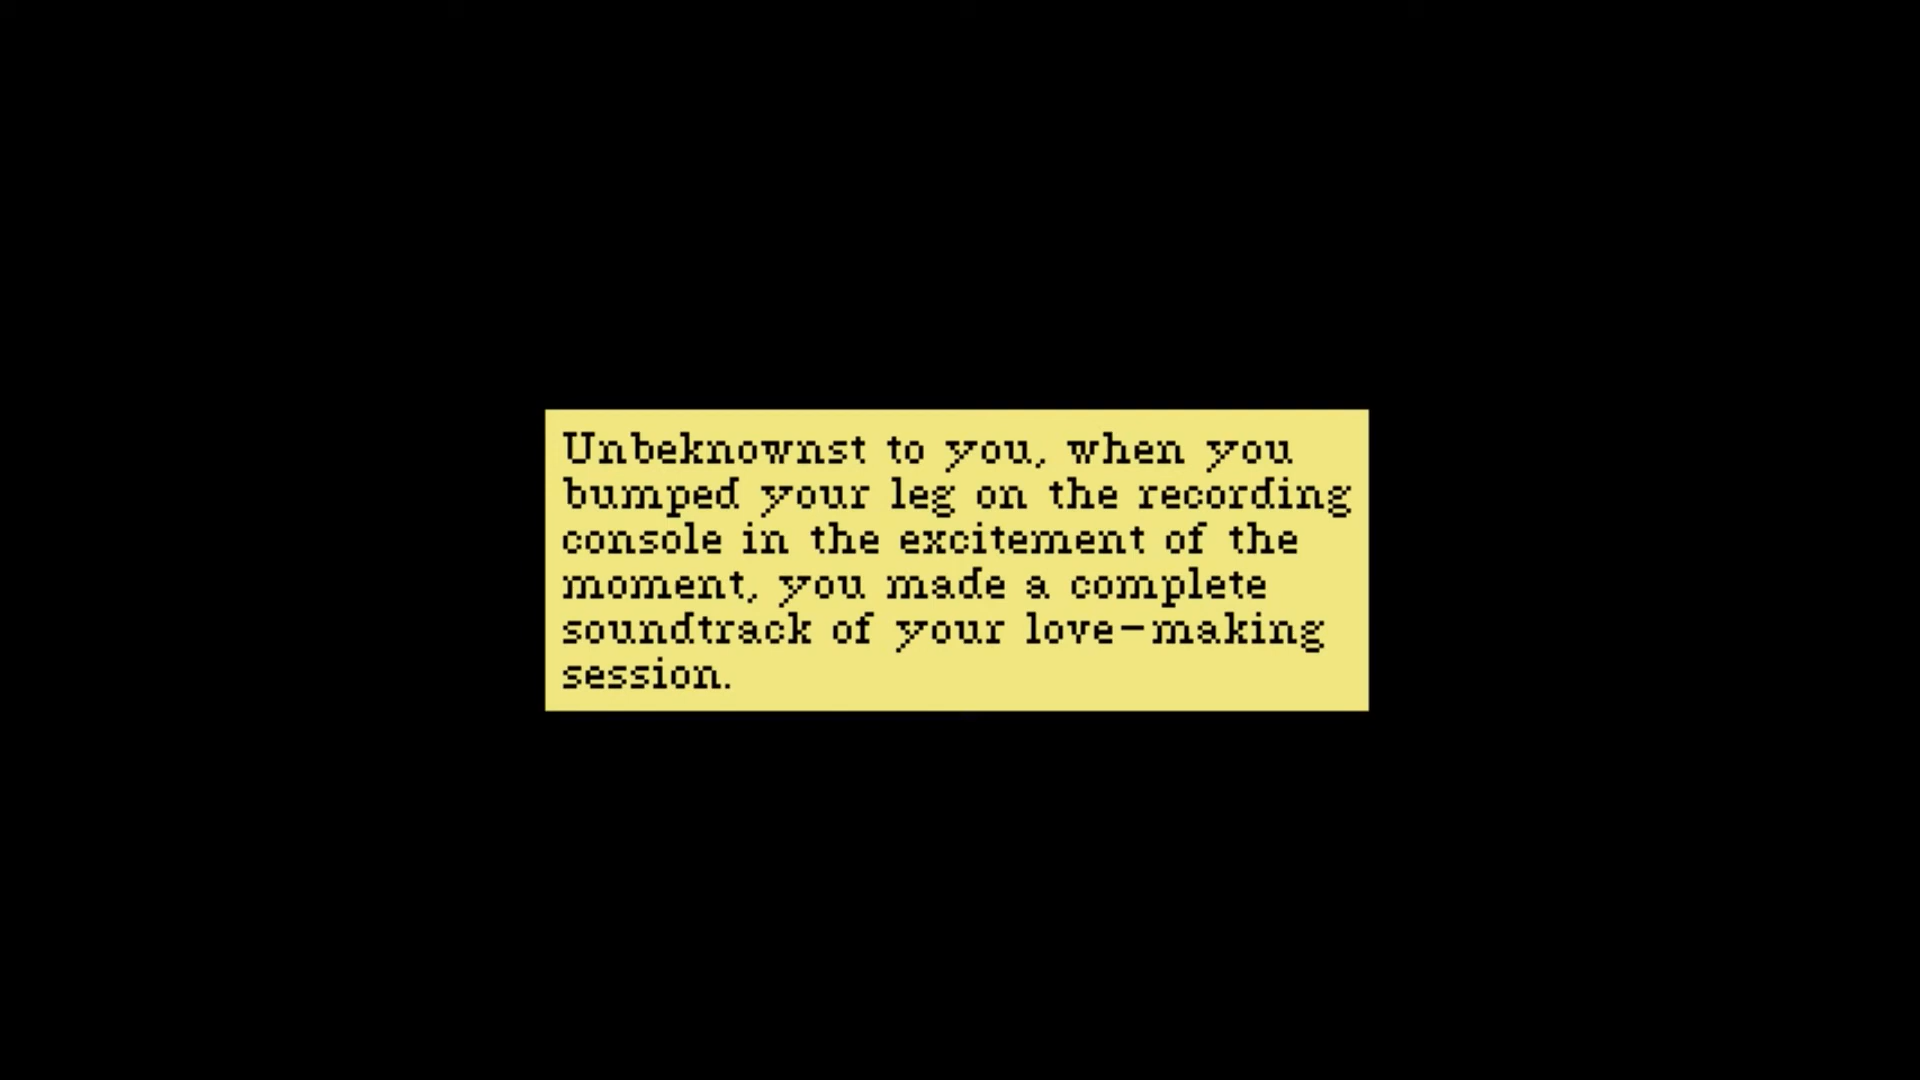 Unbeknownst to you, when you
bumped your leg on the recording
console in the excitement of the
moment, you made a complete
soundtrack of your love-making
session.